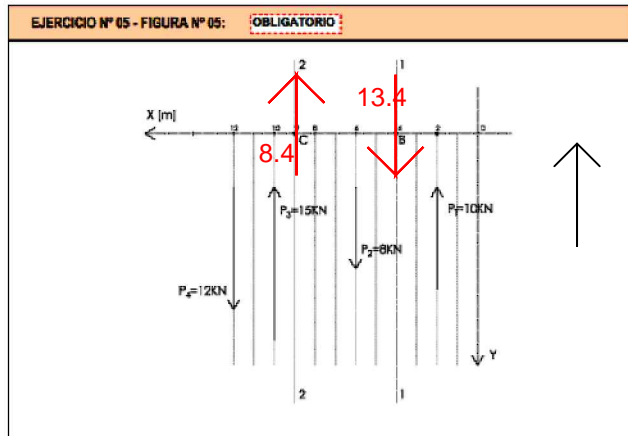 EJERCICIO Nº 05 - FIGURA Nº 05: OBLIGATORIO
2 1
13.4
X [m]
12 10 9 8 6 4 2 0
C B
8.4
P3=15KN P1=10KN
P2=8KN
P4=12KN
Y
2 1